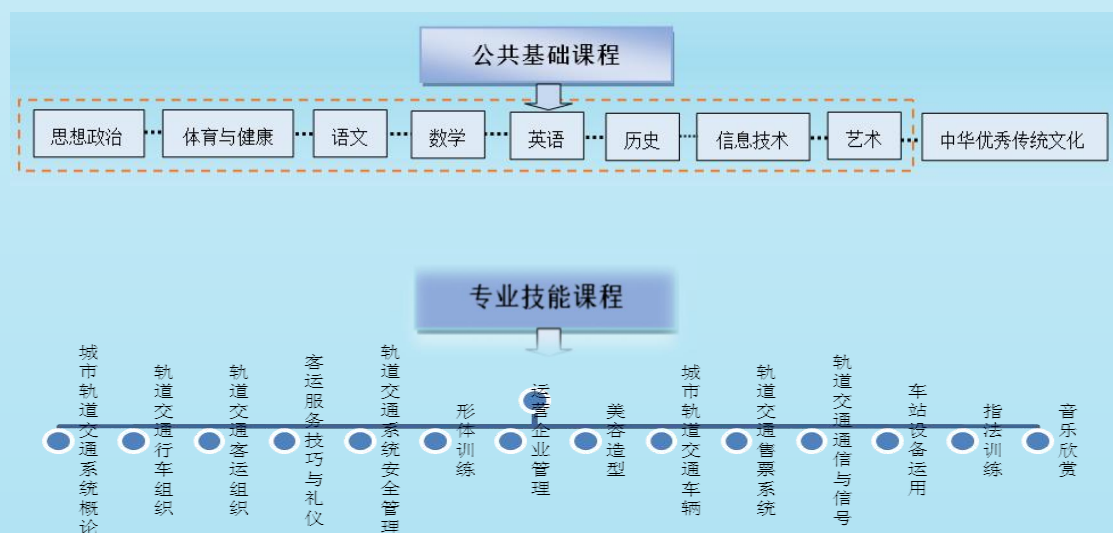 公共基础课程
思想政治
体育与健康
语文
数学
英语
历史
信息技术
艺术
中华优秀传统文化
专业技能课程
城市轨道交通系统概论
轨道交通行车组织
轨道交通客运组织
客运服务技巧与礼仪
轨道交通系统安全管理
形体训练
运营企业管理
美容造型
城市轨道交通车辆
轨道交通售票系统
轨道交通通信与信号
车站设备运用
指法训练
音乐欣赏